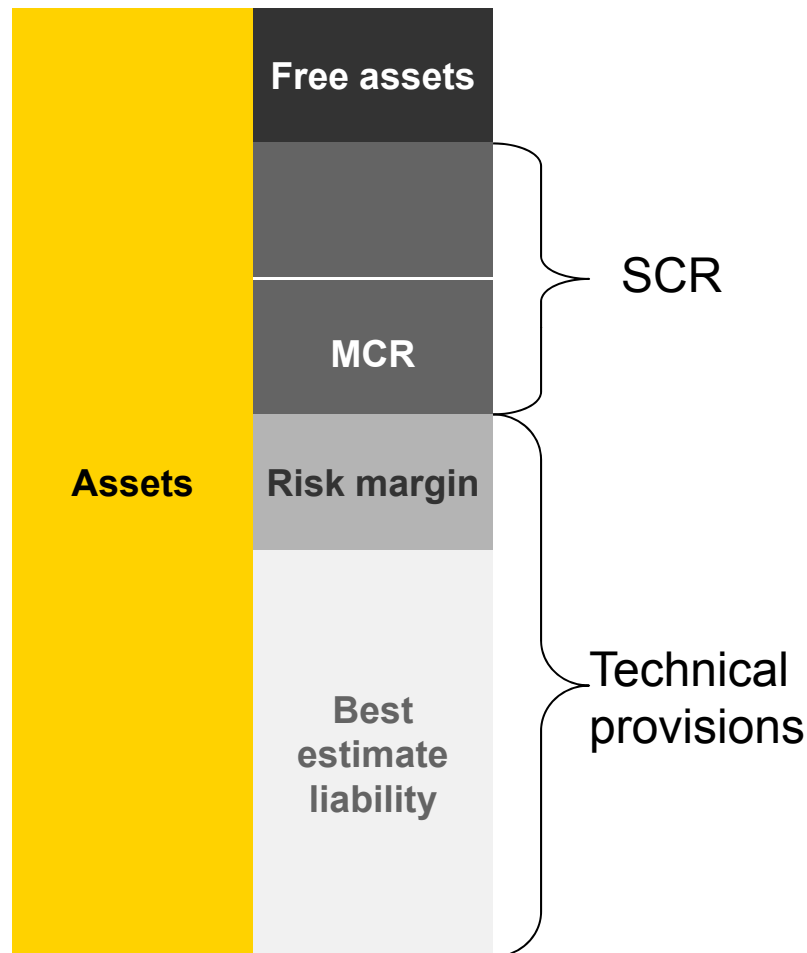 Free assets
SCR
MCR
Assets
Risk margin
Technical
provisions
Best
estimate
liability